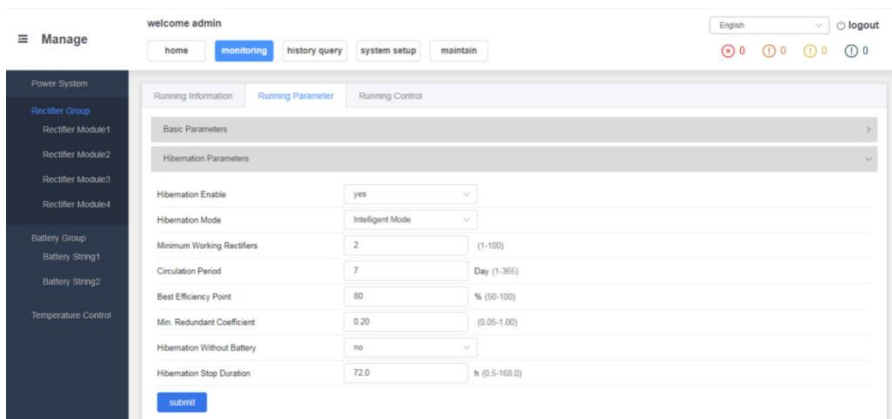 welcome admin
English
logout
Manage
home monitoring history query system setup maintain
0 0 0 0
Power System
Running Information Running Parameter Running Control
Rectifier Group
Rectifier Module1
Rectifier Module2
Rectifier Module3
Rectifier Module4
Battery Group
Battery String1
Battery String2
Temperature Control
Basic Parameters
Hibernation Parameters
Hibernation Enable yes
Hibernation Mode Intelligent Mode
Minimum Working Rectifiers 2 (1-100)
Circulation Period 7 Day (1-365)
Best Efficiency Point 80 % (50-100)
Min. Redundant Coefficient 0.20 (0.05-1.00)
Hibernation Without Battery no
Hibernation Stop Duration 72.0 h (0.5-168.0)
submit